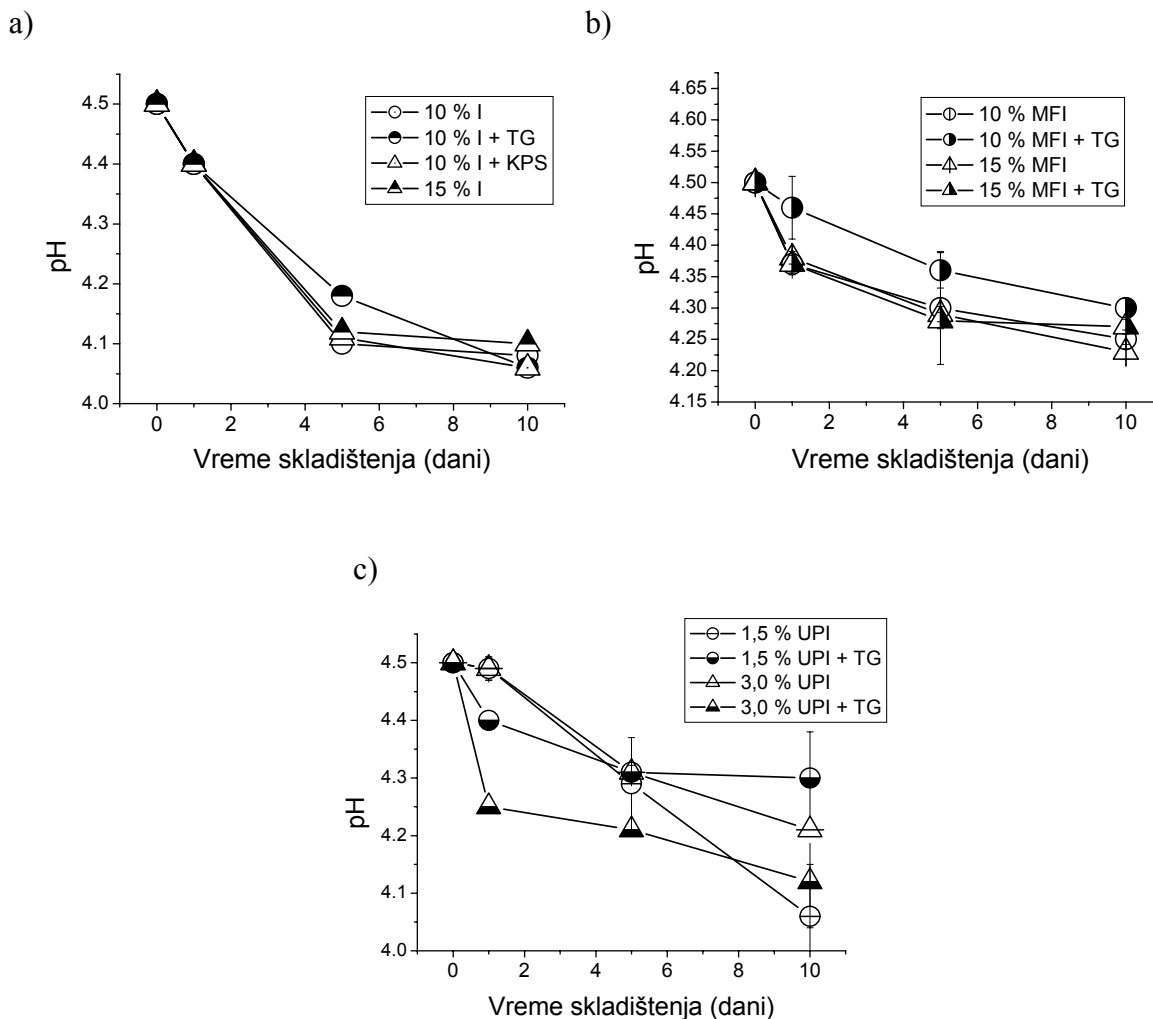 a)
4.5
4.4
4.3
4.2
4.1
4.0
pH
0 2 4 6 8 10
Vreme skladištenja (dani)
10 % I
10 % I + TG
10 % I + KPS
15 % I
b)
4.65
4.60
4.55
4.50
4.45
4.40
4.35
4.30
4.25
4.20
4.15
pH
0 2 4 6 8 10
Vreme skladištenja (dani)
10 % MFI
10 % MFI + TG
15 % MFI
15 % MFI + TG
c)
4.5
4.4
4.3
4.2
4.1
4.0
pH
0 2 4 6 8 10
Vreme skladištenja (dani)
1,5 % UPI
1,5 % UPI + TG
3,0 % UPI
3,0 % UPI + TG